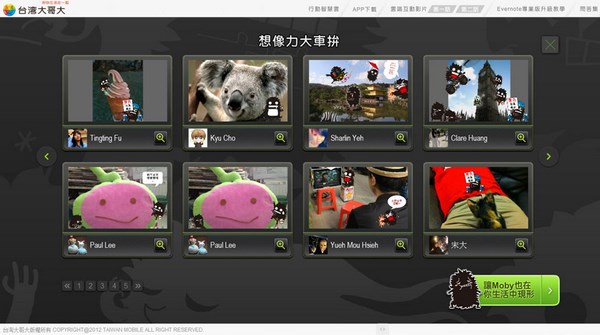 台灣大哥大
行動智慧雲
APP下載
雲端互動影片
第一部
第二部
Evernote專業版升級教學
問答集
想像力大車拚
Tingting Fu
Kyu Cho
Sharlin Yeh
Clare Huang
Paul Lee
Paul Lee
Yueh Mou Hsieh
宋大
« 1 2 3 4 5 »
讓Moby也在
你生活中現形
台灣大哥大版權所有 COPYRIGHT@2012 TAIWAN MOBILE ALL RIGHT RESERVED.